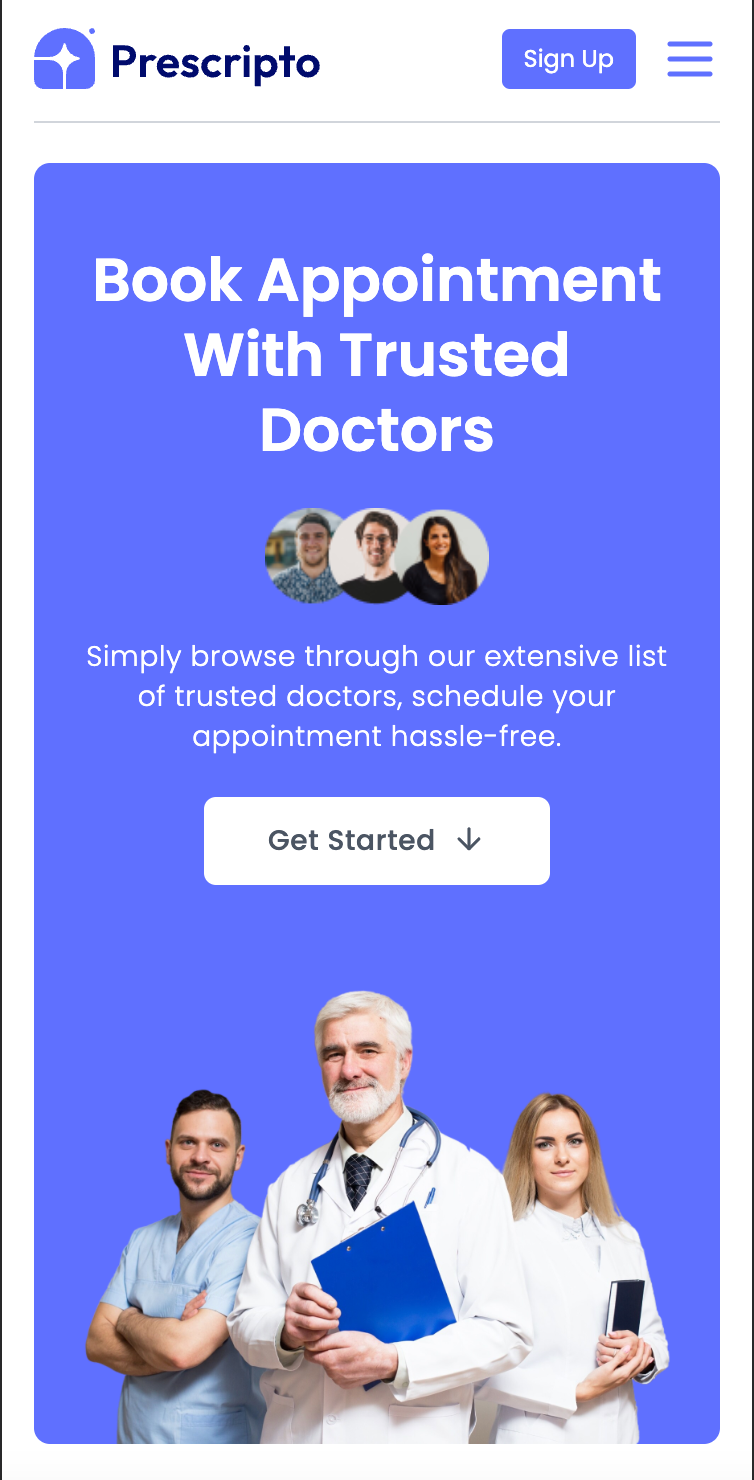 Prescripto
Sign Up
Book Appointment
With Trusted
Doctors
Simply browse through our extensive list
of trusted doctors, schedule your
appointment hassle-free.
Get Started